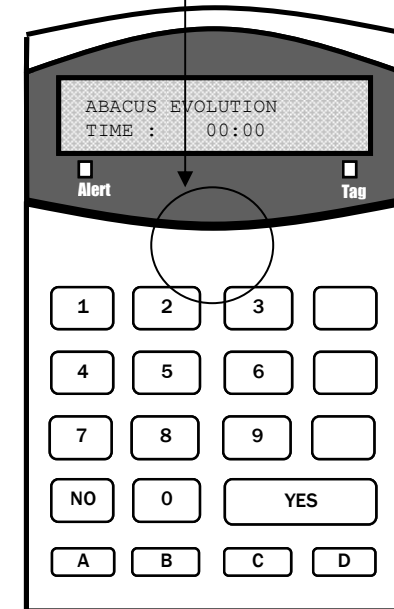 ABACUS EVOLUTION
TIME : 00:00
Alert Tag
1 2 3
4 5 6
7 8 9
NO 0 YES
A B C D